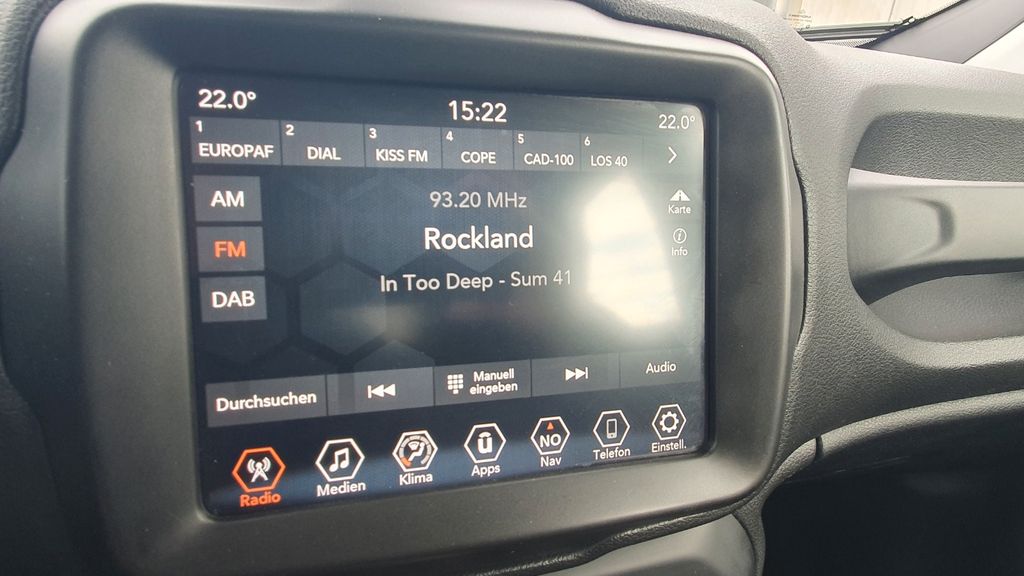 22.0°
15:22
22.0°
1 EUROPAF
2 DIAL
3 KISS FM
4 COPE
5 CAD-100
6 LOS 40
AM
FM
DAB
93.20 MHz
Rockland
In Too Deep - Sum 41
Karte
Info
Durchsuchen
Manuell
eingeben
Audio
Radio
Medien
Klima
Apps
NO
Nav
Telefon
Einstell.